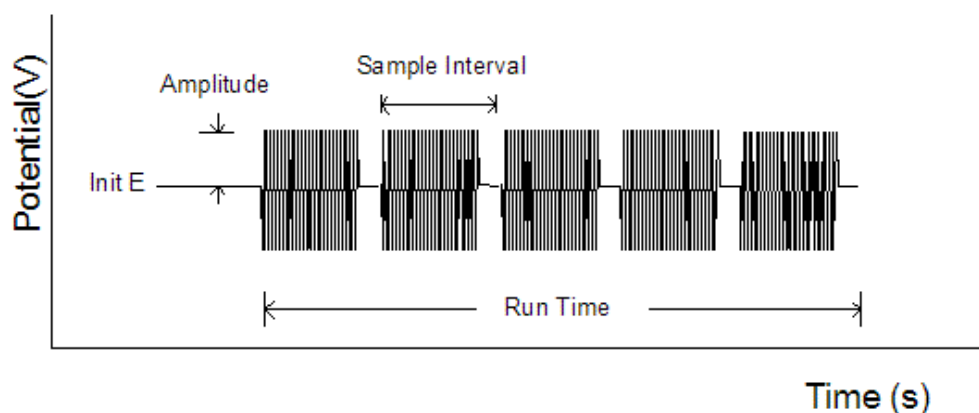 Potential(V)
Sample Interval
Amplitude
Init E
Run Time
Time (s)